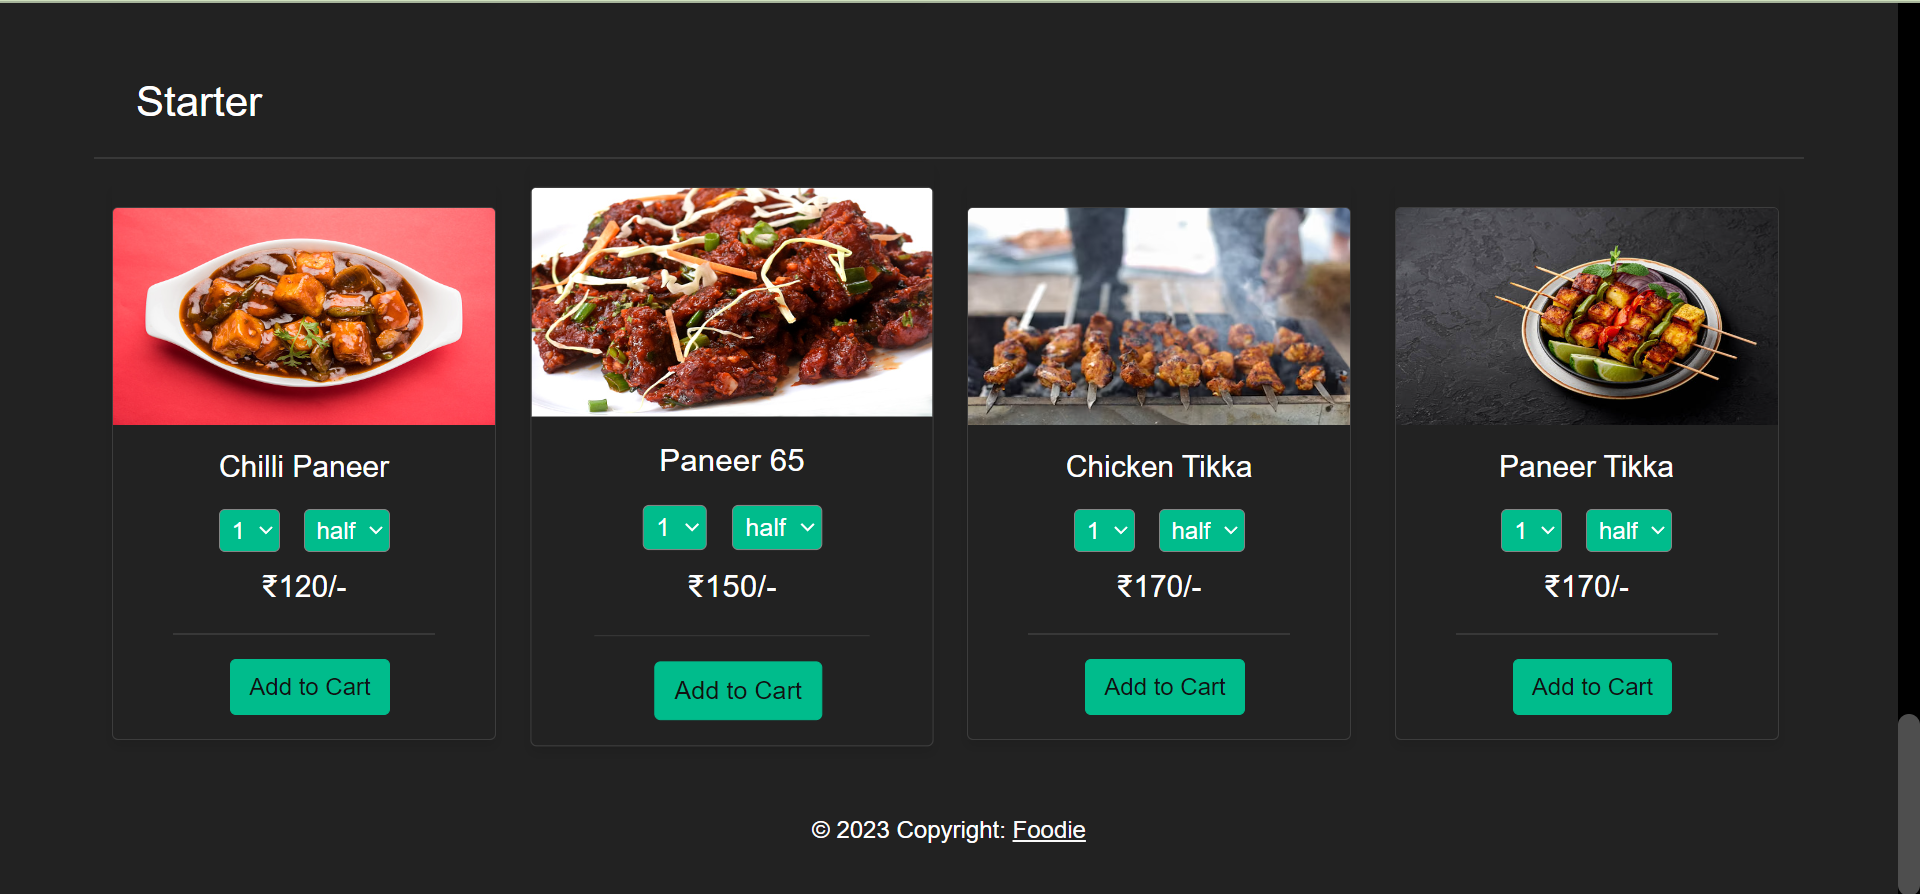 Starter
Chilli Paneer
1 half
₹120/-
Add to Cart
Paneer 65
1 half
₹150/-
Add to Cart
Chicken Tikka
1 half
₹170/-
Add to Cart
Paneer Tikka
1 half
₹170/-
Add to Cart
© 2023 Copyright: Foodie